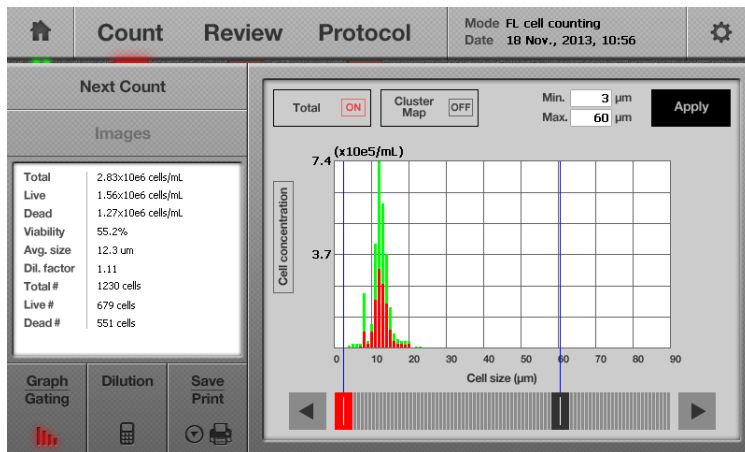 Count Review Protocol
Mode FL cell counting
Date 18 Nov., 2013, 10:56
Next Count
Images
Total 2.83x10e6 cells/mL
Live 1.56x10e6 cells/mL
Dead 1.27x10e6 cells/mL
Viability 55.2%
Avg. size 12.3 um
Dil. factor 1.11
Total # 1230 cells
Live # 679 cells
Dead # 551 cells
Graph
Gating
Dilution
Save
Print
Total ON
Cluster
Map
OFF
Min. 3 µm
Max. 60 µm
Apply
(x10e5/mL)
7.4
3.7
Cell concentration
0 10 20 30 40 50 60 70 80 90
Cell size (µm)